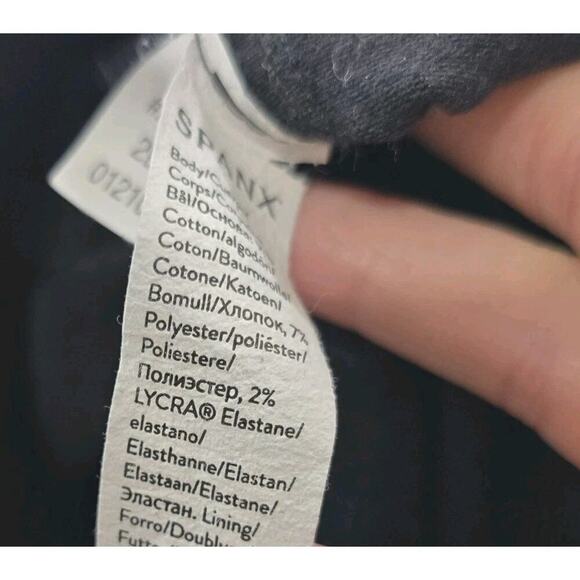 SPANX
Body/
Corps/
Bål/Основа
Cotton/algodón/
Coton/Baumwolle/
Cotone/Katoen/
Bomull/Хлопок, 7%
Polyester/poliéster/
Poliestere/
Полиэстер, 2%
LYCRA® Elastane/
elastano/
Elasthanne/Elastan/
Elastaan/Elastane/
Эластан. Lining/
Forro/Doublu